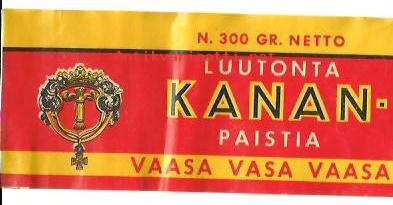 N. 300 GR. NETTO
LUUTONTA
KANAN-
PAISTIA
VAASA VASA VAASA